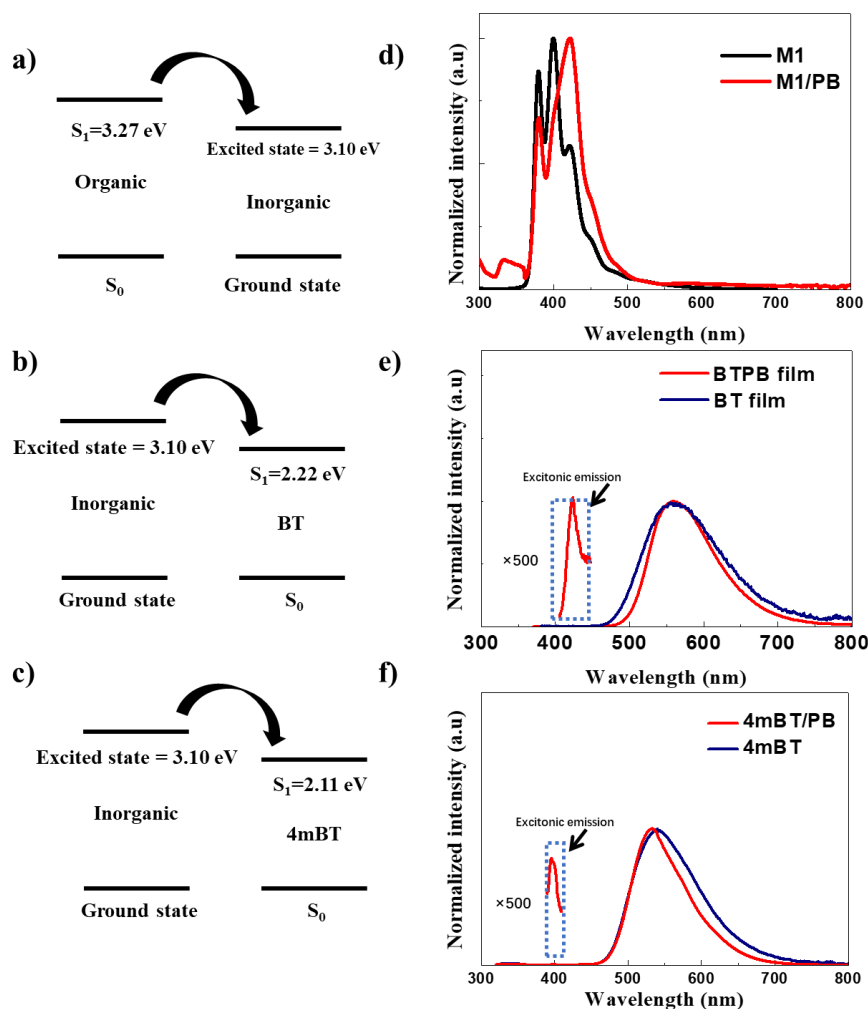 a)
S₁=3.27 eV
Organic
S₀
Excited state = 3.10 eV
Inorganic
Ground state
d)
Normalized intensity (a.u)
M1
M1/PB
300 400 500 600 700 800
Wavelength (nm)
b)
Excited state = 3.10 eV
Inorganic
Ground state
S₁=2.22 eV
BT
S₀
e)
Normalized intensity (a.u)
BTPB film
BT film
Excitonic emission
×500
300 400 500 600 700 800
Wavelength (nm)
c)
Excited state = 3.10 eV
Inorganic
Ground state
S₁=2.11 eV
4mBT
S₀
f)
Normalized intensity (a.u)
4mBT/PB
4mBT
Excitonic emission
×500
300 400 500 600 700 800
Wavelength (nm)